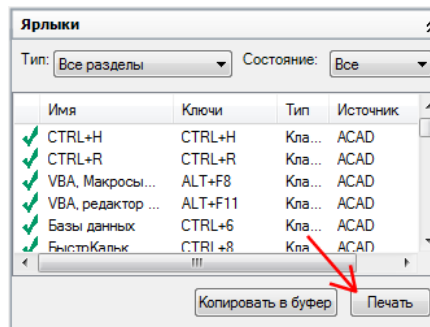 Ярлыки
Тип: Все разделы Состояние: Все
Имя Ключи Тип Источник
CTRL+H CTRL+H Кла... ACAD
CTRL+R CTRL+R Кла... ACAD
VBA, Макросы... ALT+F8 Кла... ACAD
VBA, редактор ... ALT+F11 Кла... ACAD
Базы данных CTRL+6 Кла... ACAD
БыстрКальк CTRL+8 Кла... ACAD
Копировать в буфер Печать